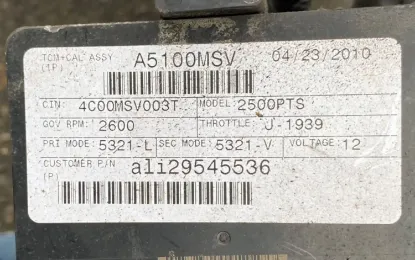 TCM+CAL ASSY A5100MSV 04/23/2010
(1P)
CIN: 4C00MSV003T MODEL: 2500PTS
GOV RPM: 2600 THROTTLE: J-1939
PRI MODE: 5321-L SEC MODE: 5321-V VOLTAGE: 12
CUSTOMER P/N ali29545536
(P)